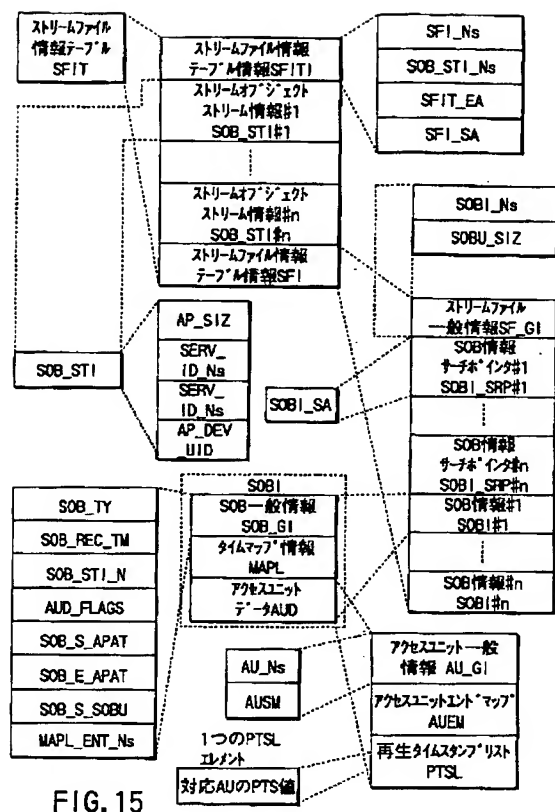 ストリームファイル
情報テーブル
SFIT
ストリームファイル情報
テーブル情報SFITI
ストリームオブジェクト
ストリーム情報#1
SOB_STI#1
ストリームオブジェクト
ストリーム情報#n
SOB_STI#n
ストリームファイル情報
テーブル情報SFI
SFI_Ns
SOB_STI_Ns
SFIT_EA
SFI_SA
SOBI_Ns
SOBU_SIZ
ストリームファイル
一般情報SF_GI
SOB情報
サーチポインタ#1
SOBI_SRP#1
SOB情報
サーチポインタ#n
SOBI_SRP#n
SOB情報#1
SOBI#1
SOB情報#n
SOBI#n
SOB_STI
AP_SIZ
SERV_
ID_Ns
SERV_
ID_Ns
AP_DEV
_UID
SOBI_SA
SOBI
SOB一般情報
SOB_GI
タイムマップ情報
MAPL
アクセスユニット
データAUD
SOB_TY
SOB_REC_TM
SOB_STI_N
AUD_FLAGS
SOB_S_APAT
SOB_E_APAT
SOB_S_SOBU
MAPL_ENT_Ns
AU_Ns
AUSM
アクセスユニット一般
情報 AU_GI
アクセスユニットエンドマップ
AUEM
再生タイムスタンプリスト
PTSL
1つのPTSL
エレメント
対応AUのPTS値
FIG.15